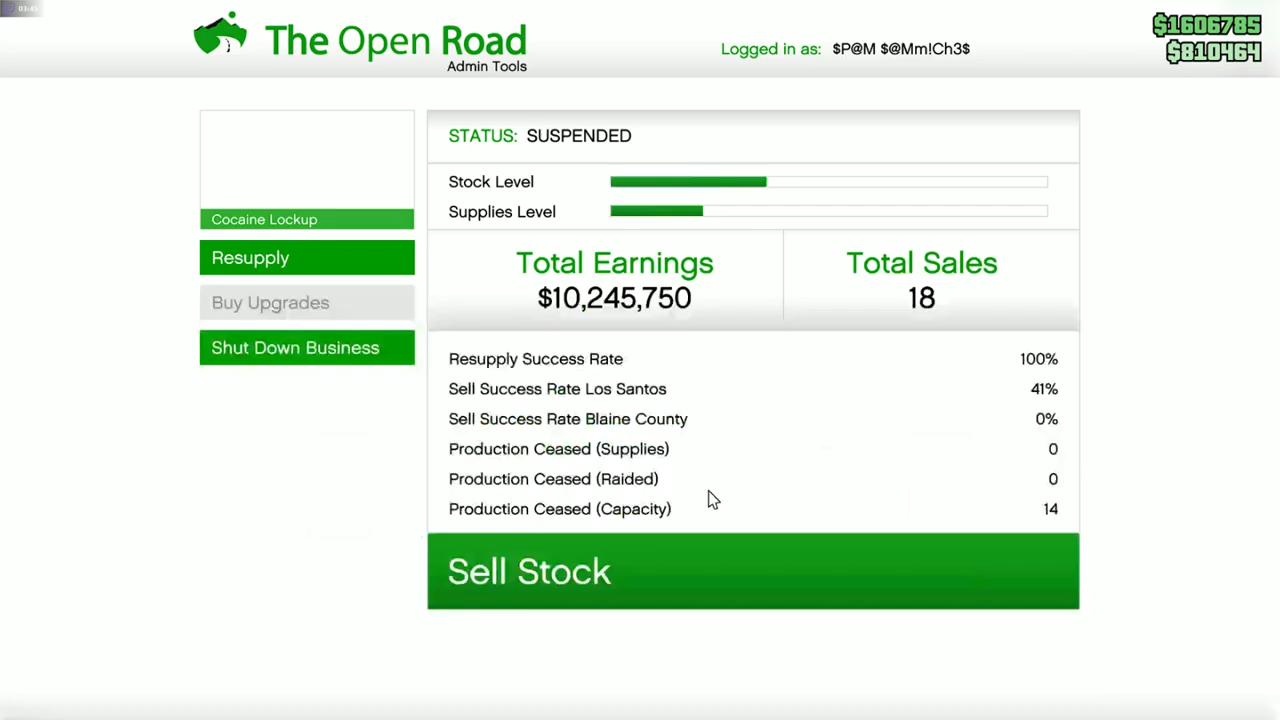 03:45
The Open Road
Admin Tools
Logged in as: $P@M $@Mm!Ch3$
$1606785
$810464
Cocaine Lockup
Resupply
Buy Upgrades
Shut Down Business
STATUS: SUSPENDED
Stock Level
Supplies Level
Total Earnings
$10,245,750
Total Sales
18
Resupply Success Rate 100%
Sell Success Rate Los Santos 41%
Sell Success Rate Blaine County 0%
Production Ceased (Supplies) 0
Production Ceased (Raided) 0
Production Ceased (Capacity) 14
Sell Stock